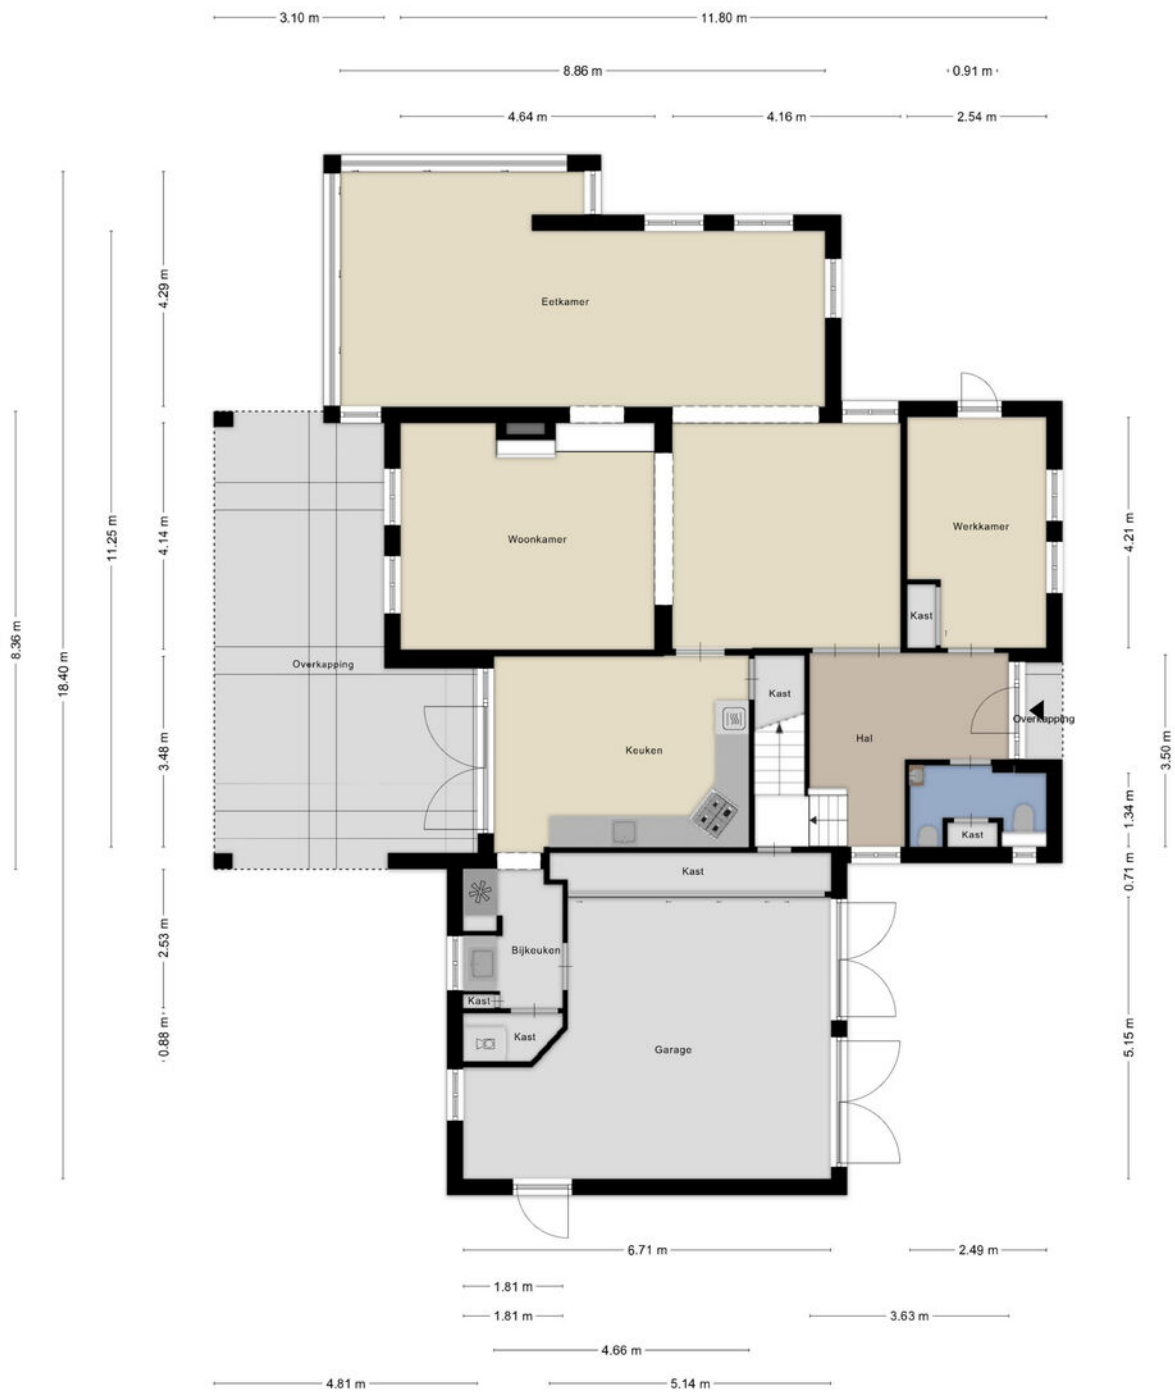 3.10 m
11.80 m
8.86 m
0.91 m
4.64 m
4.16 m
2.54 m
4.29 m
11.25 m
Eetkamer
4.14 m
4.21 m
Woonkamer
Werkkamer
Kast
8.36 m
18.40 m
Overkapping
Kast
Overkapping
Keuken
Hal
3.48 m
3.50 m
1.34 m
Kast
0.71 m
Kast
2.53 m
Bijkeuken
Kast
Kast
0.88 m
Garage
5.15 m
6.71 m
2.49 m
1.81 m
1.81 m
3.63 m
4.66 m
4.81 m
5.14 m